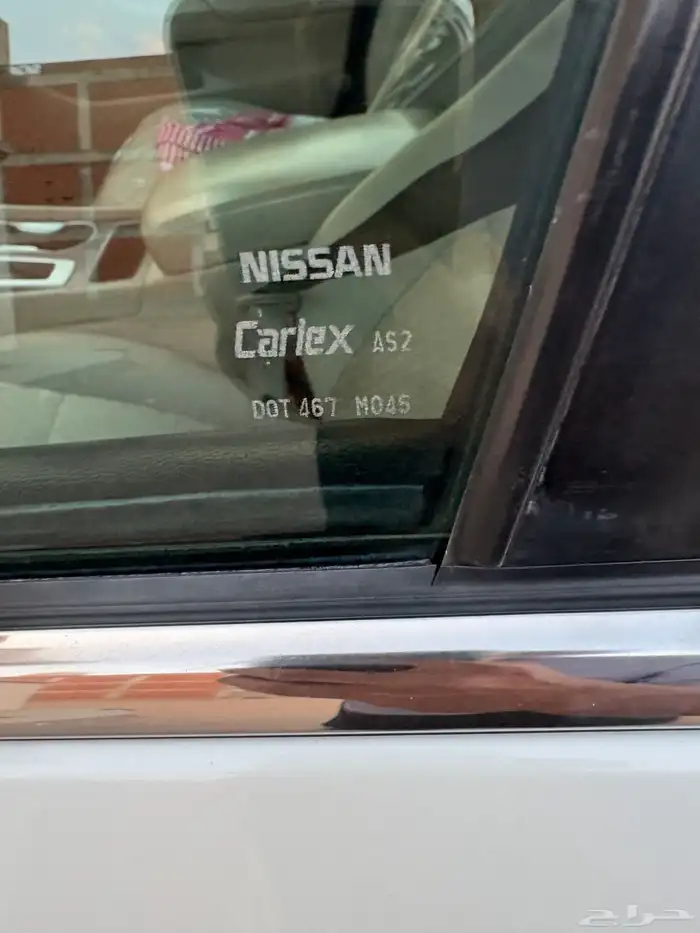 NISSAN
Carlex AS2
DOT 467 M045
حراج